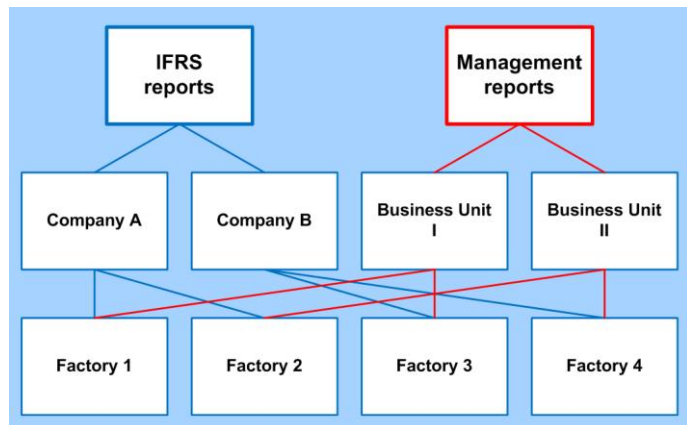 IFRS
reports
Management
reports
Company A
Company B
Business Unit
I
Business Unit
II
Factory 1
Factory 2
Factory 3
Factory 4